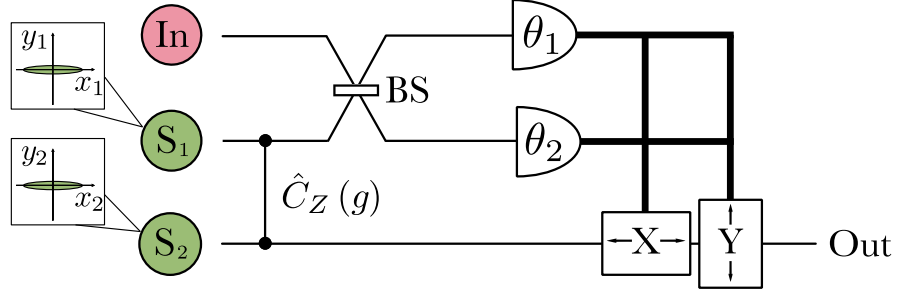 In
y₁
x₁
θ₁
BS
S₁
θ₂
y₂
x₂
Ĉ_Z (g)
S₂
X
Y
Out